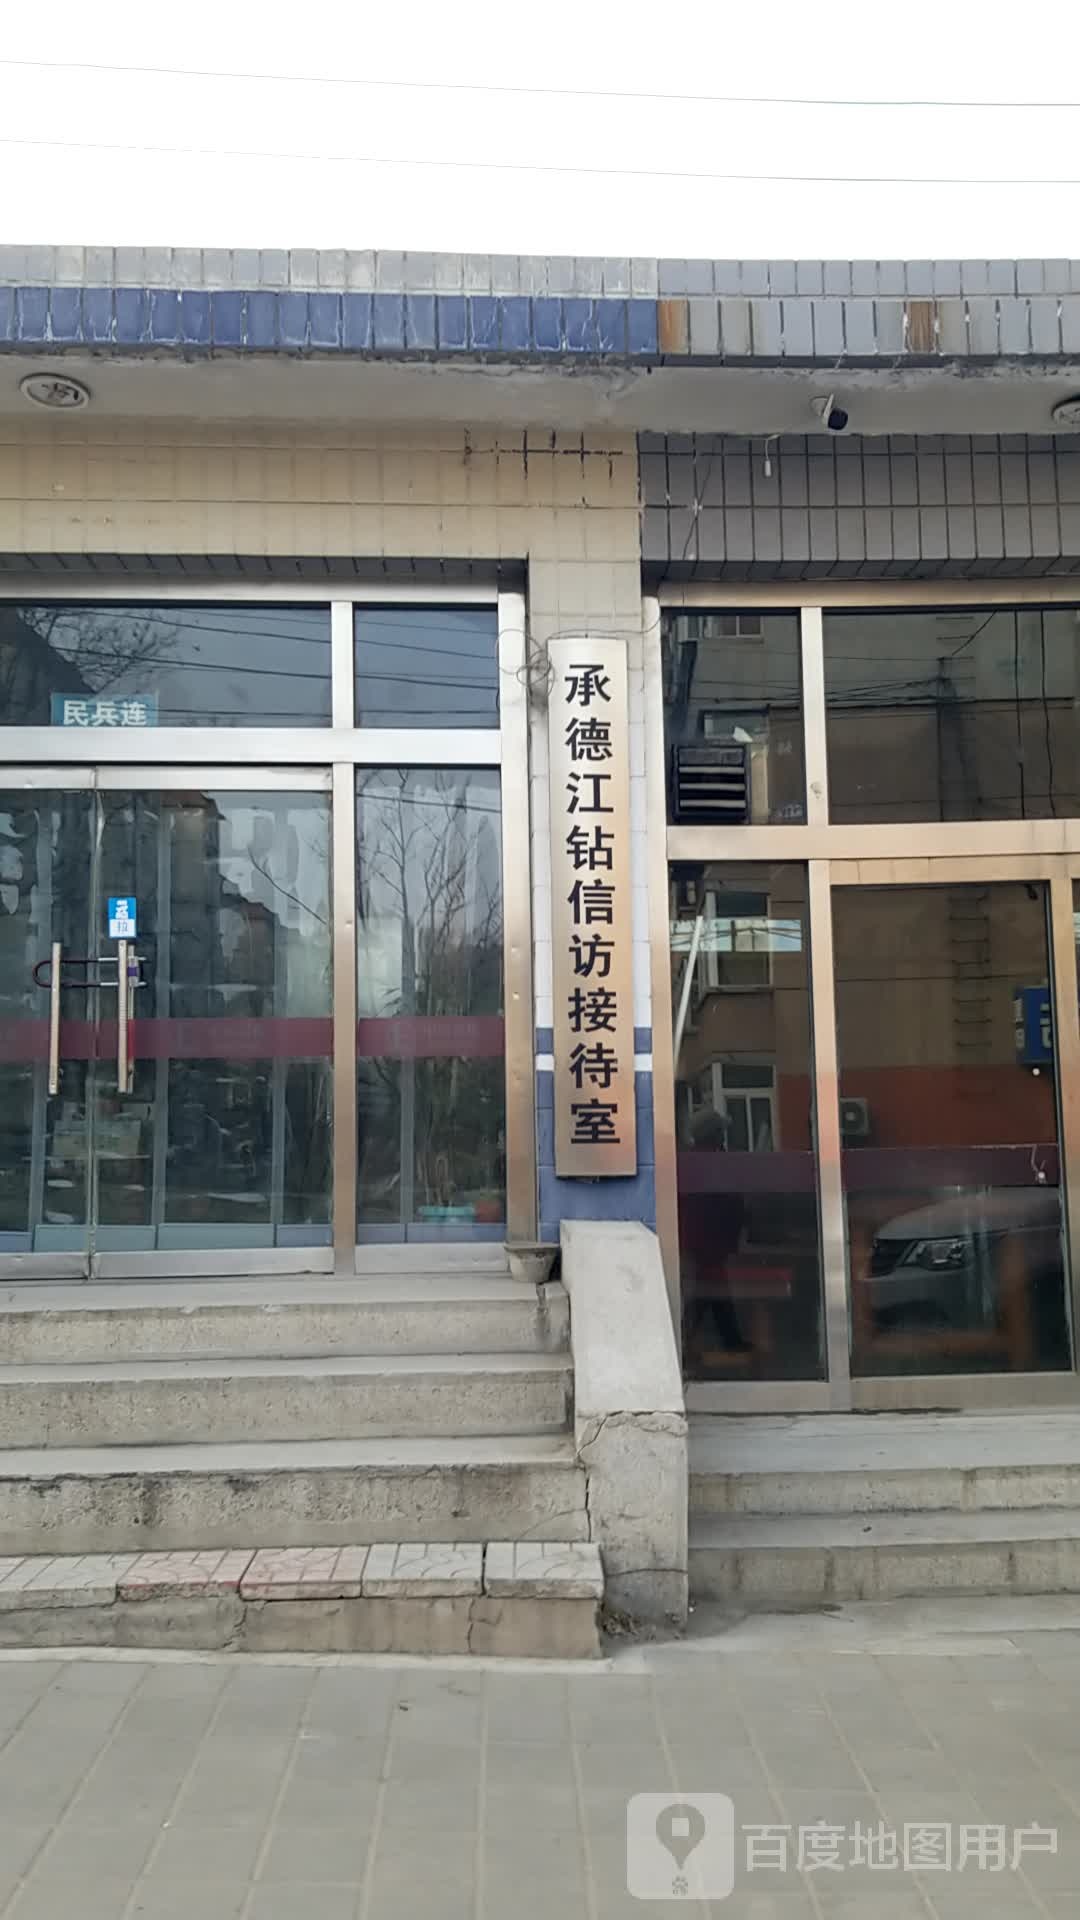 民兵连
承德江钻信访接待室
拉
百度地图用户